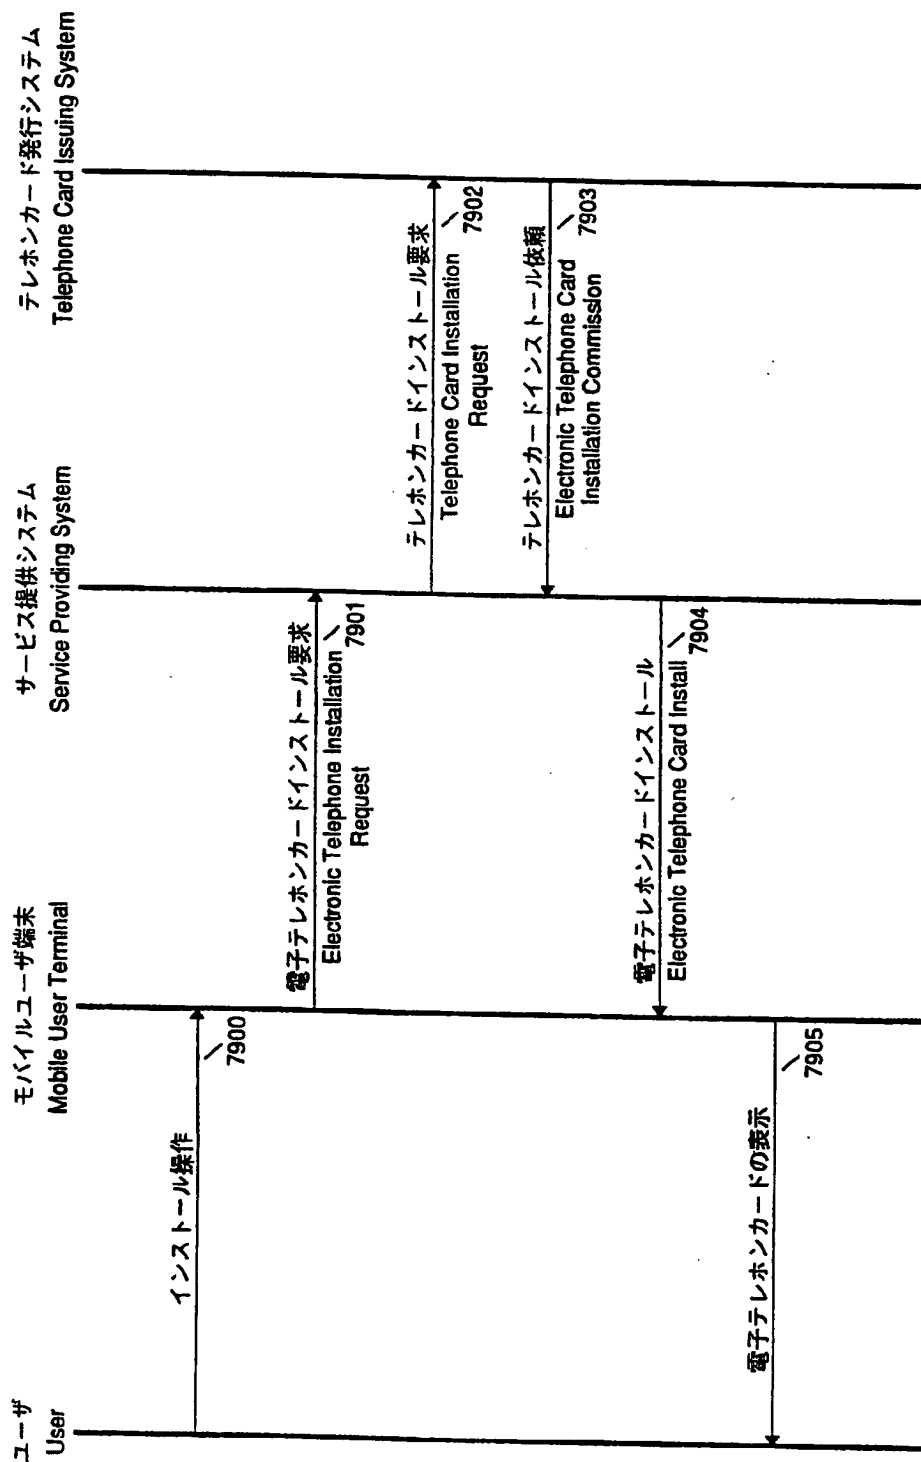 ユーザ
User
モバイルユーザ端末
Mobile User Terminal
サービス提供システム
Service Providing System
テレホンカード発行システム
Telephone Card Issuing System
インストール操作
7900
電子テレホンカードインストール要求
Electronic Telephone Installation
Request
7901
テレホンカードインストール要求
Telephone Card Installation
Request
7902
テレホンカードインストール依頼
Electronic Telephone Card
Installation Commission
7903
電子テレホンカードインストール
Electronic Telephone Card Install
7904
電子テレホンカードの表示
7905